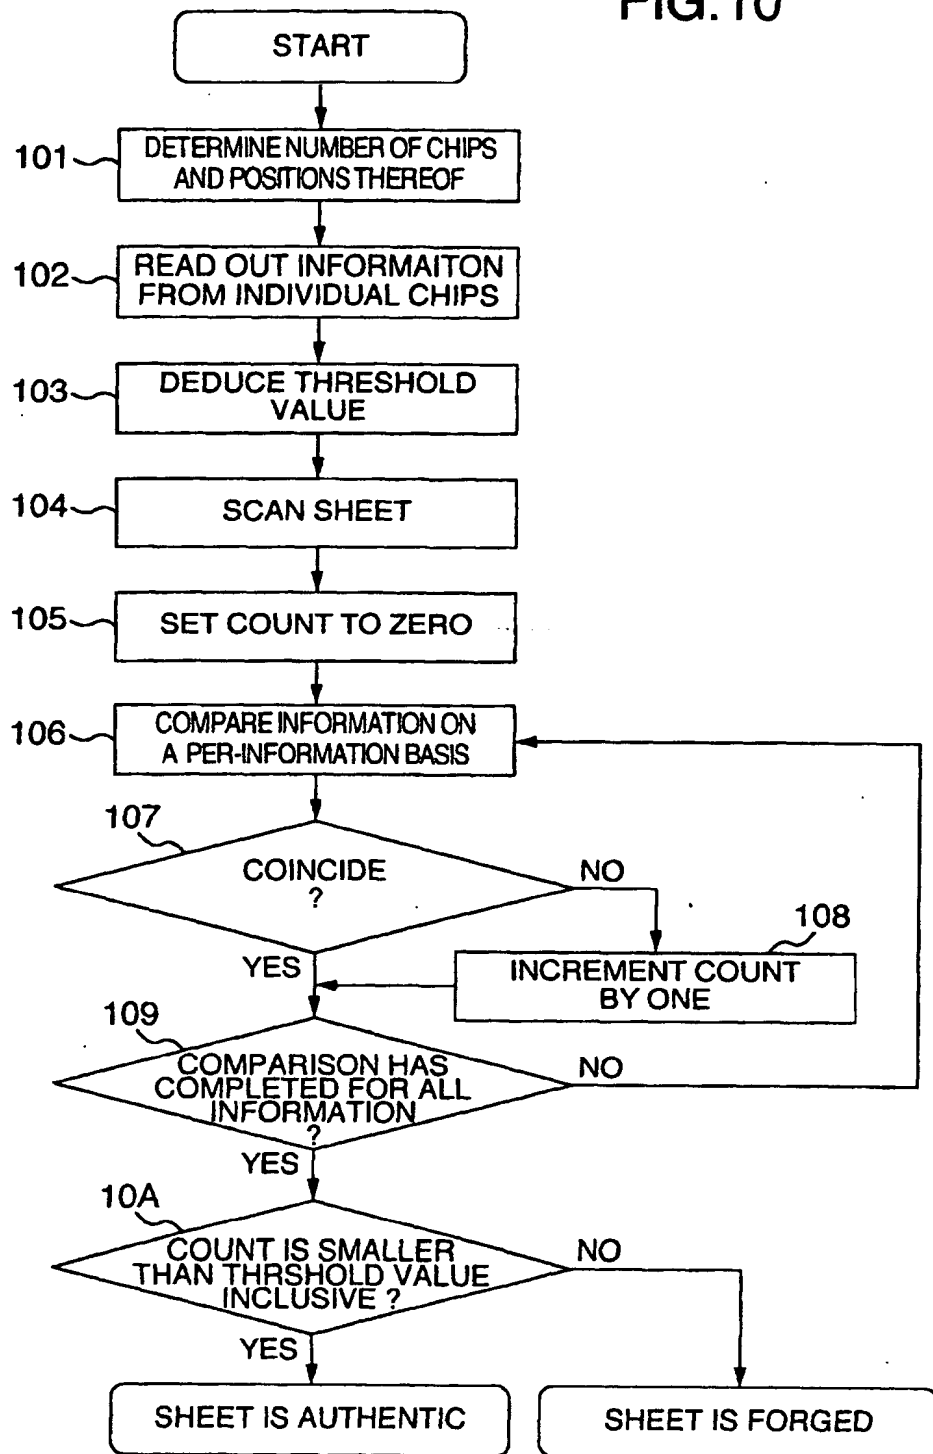 FIG.10
START
101
DETERMINE NUMBER OF CHIPS
AND POSITIONS THEREOF
102
READ OUT INFORMAITON
FROM INDIVIDUAL CHIPS
103
DEDUCE THRESHOLD
VALUE
104
SCAN SHEET
105
SET COUNT TO ZERO
106
COMPARE INFORMATION ON
A PER-INFORMATION BASIS
107
COINCIDE
?
NO
YES
108
INCREMENT COUNT
BY ONE
109
COMPARISON HAS
COMPLETED FOR ALL
INFORMATION
?
NO
YES
10A
COUNT IS SMALLER
THAN THRSHOLD VALUE
INCLUSIVE ?
NO
YES
SHEET IS AUTHENTIC
SHEET IS FORGED